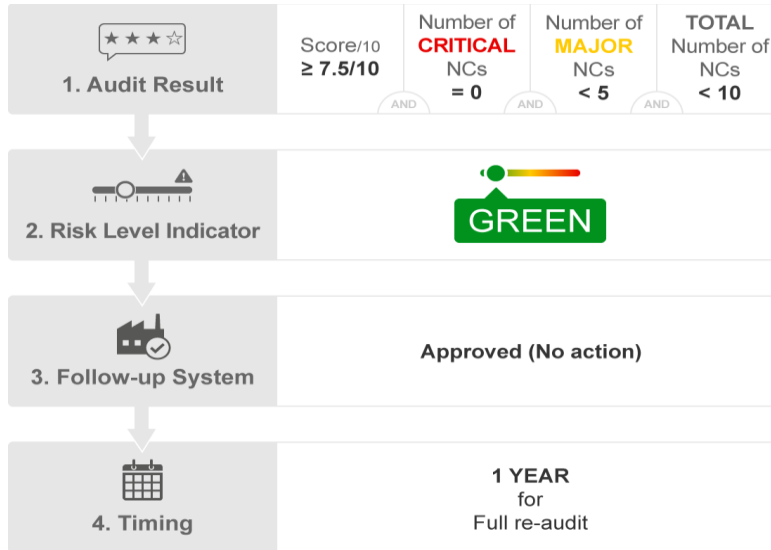 1. Audit Result
Score/10
≥ 7.5/10
AND
Number of
CRITICAL
NCs
= 0
AND
Number of
MAJOR
NCs
< 5
AND
TOTAL
Number of
NCs
< 10
2. Risk Level Indicator
GREEN
3. Follow-up System
Approved (No action)
4. Timing
1 YEAR
for
Full re-audit